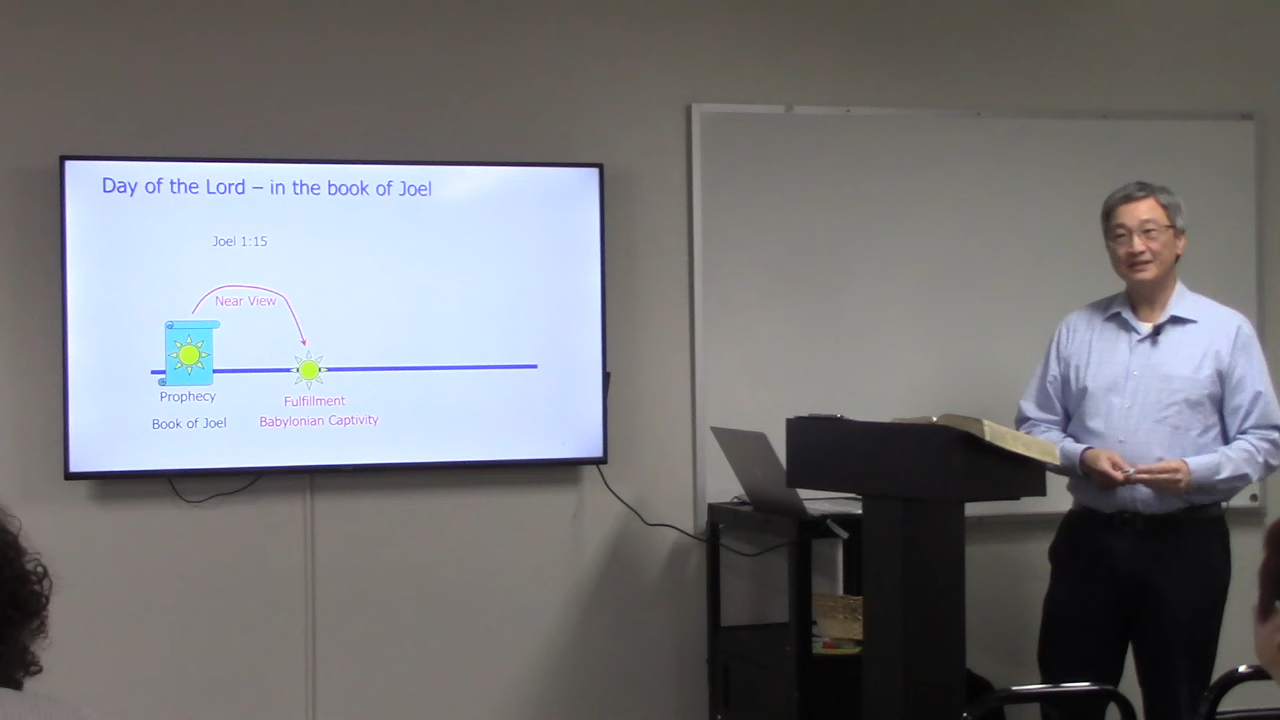 Day of the Lord – in the book of Joel
Joel 1:15
Near View
Prophecy
Book of Joel
Fulfillment
Babylonian Captivity